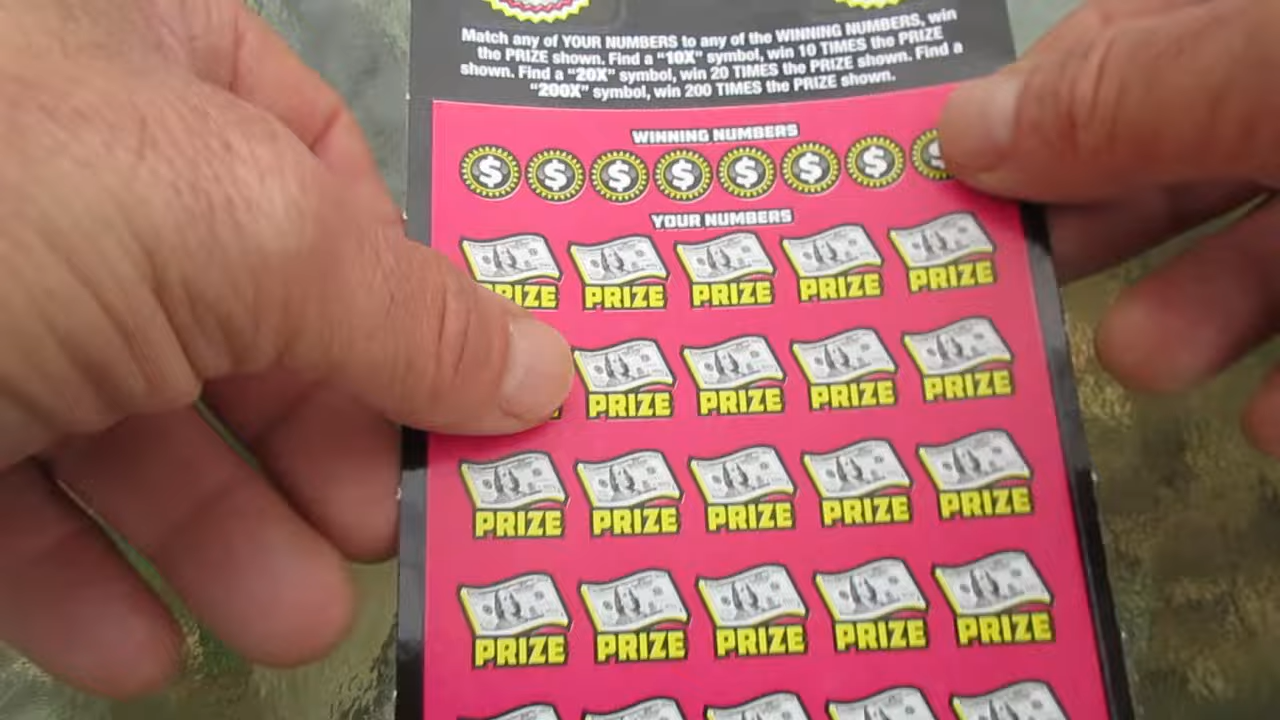 Match any of YOUR NUMBERS to any of the WINNING NUMBERS, win
the PRIZE shown. Find a "10X" symbol, win 10 TIMES the PRIZE
shown. Find a "20X" symbol, win 20 TIMES the PRIZE shown. Find a
"200X" symbol, win 200 TIMES the PRIZE shown.
WINNING NUMBERS
$ $ $ $ $ $ $ $
YOUR NUMBERS
PRIZE PRIZE PRIZE PRIZE PRIZE
PRIZE PRIZE PRIZE PRIZE
PRIZE PRIZE PRIZE PRIZE PRIZE
PRIZE PRIZE PRIZE PRIZE PRIZE